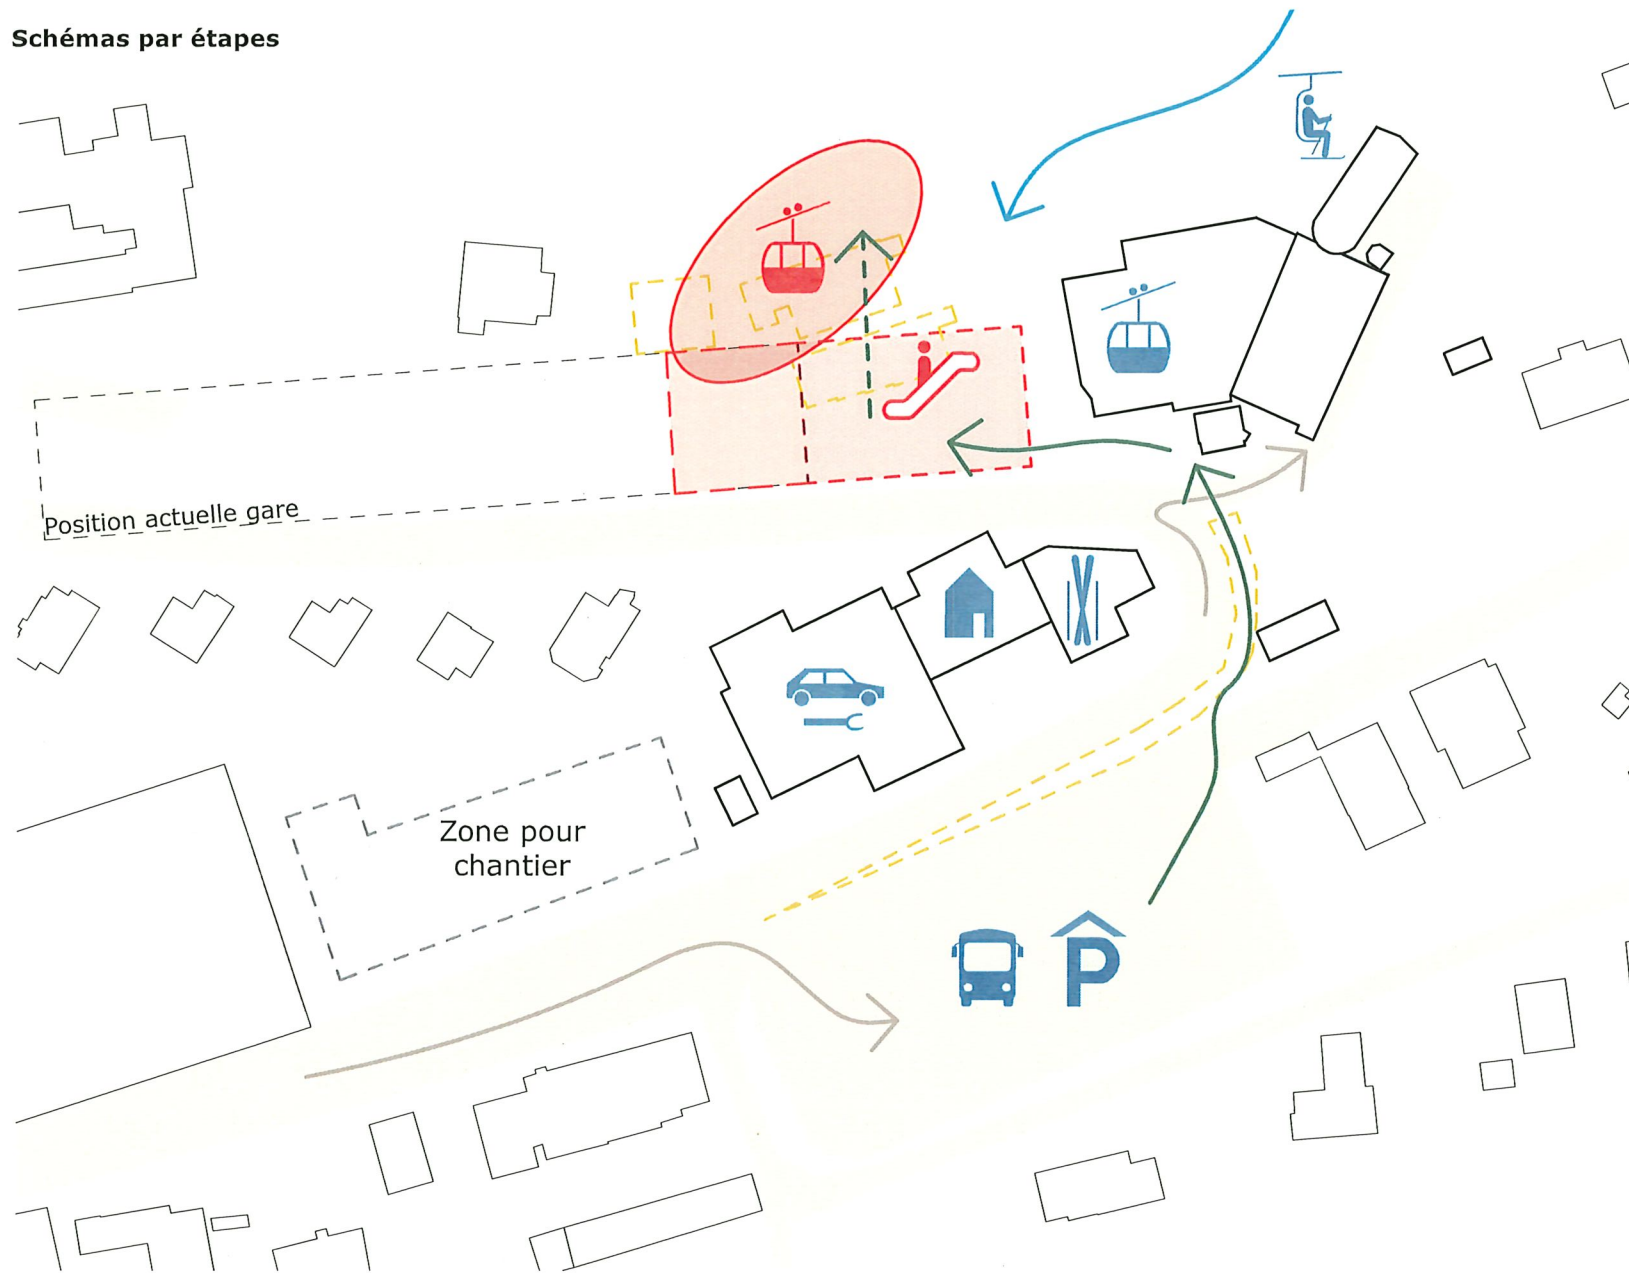 Schémas par étapes
Position actuelle gare
Zone pour
chantier
P